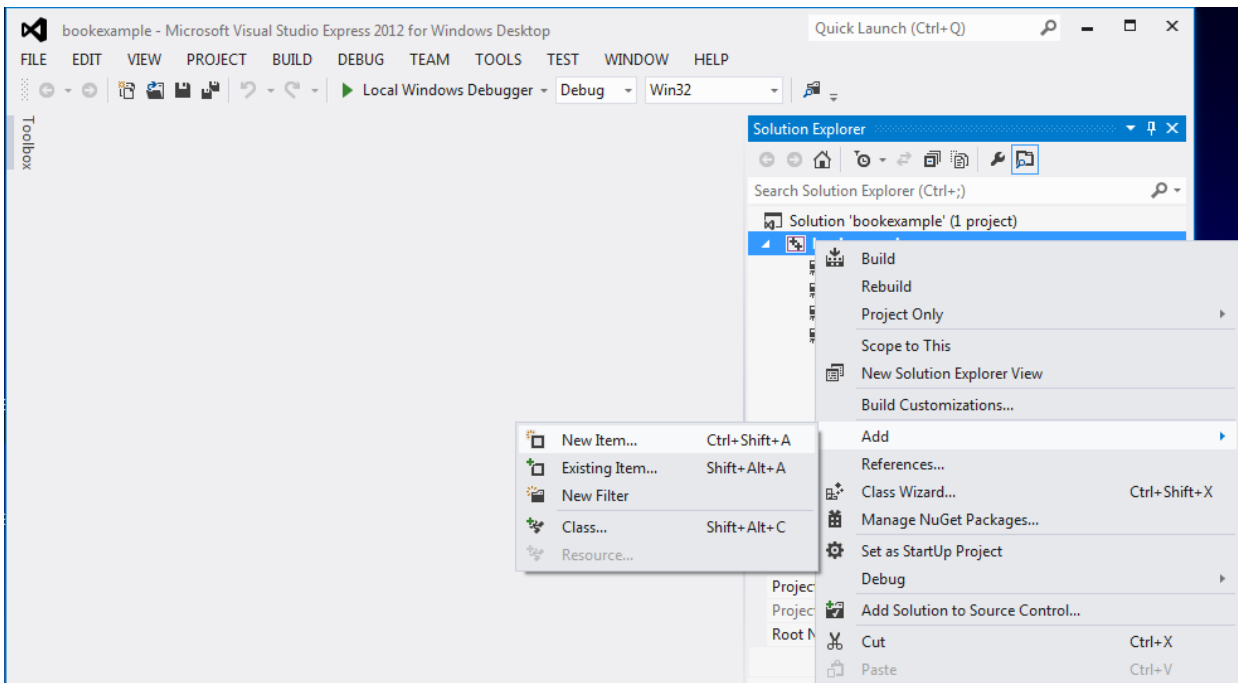 bookexample - Microsoft Visual Studio Express 2012 for Windows Desktop Quick Launch (Ctrl+Q)
FILE EDIT VIEW PROJECT BUILD DEBUG TEAM TOOLS TEST WINDOW HELP
Local Windows Debugger Debug Win32
Toolbox
Solution Explorer
Search Solution Explorer (Ctrl+;)
Solution 'bookexample' (1 project)
Build
Rebuild
Project Only
Scope to This
New Solution Explorer View
Build Customizations...
Add
References...
Class Wizard... Ctrl+Shift+X
Manage NuGet Packages...
Set as StartUp Project
Debug
Add Solution to Source Control...
Cut Ctrl+X
Paste Ctrl+V
New Item... Ctrl+Shift+A
Existing Item... Shift+Alt+A
New Filter
Class... Shift+Alt+C
Resource...
Projec
Projec
Root N